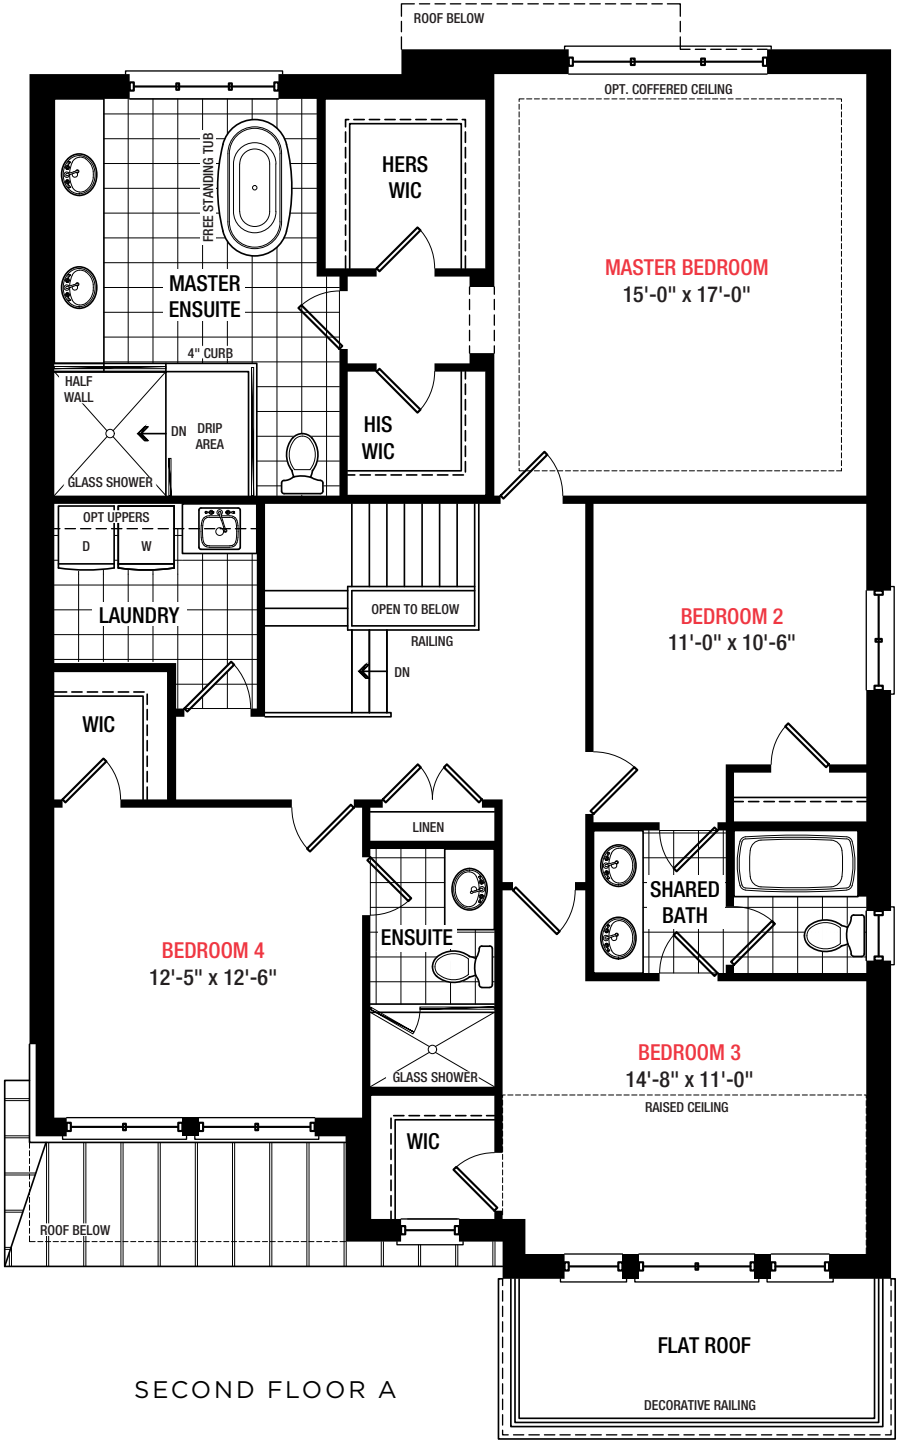 ROOF BELOW
OPT. COFFERED CEILING
FREE STANDING TUB
HERS
WIC
MASTER BEDROOM
15'-0" x 17'-0"
MASTER
ENSUITE
4" CURB
HALF
WALL
DN
DRIP
AREA
HIS
WIC
GLASS SHOWER
OPT UPPERS
D
W
LAUNDRY
OPEN TO BELOW
RAILING
DN
BEDROOM 2
11'-0" x 10'-6"
WIC
LINEN
SHARED
BATH
ENSUITE
BEDROOM 4
12'-5" x 12'-6"
GLASS SHOWER
BEDROOM 3
14'-8" x 11'-0"
RAISED CEILING
WIC
ROOF BELOW
FLAT ROOF
DECORATIVE RAILING
SECOND FLOOR A